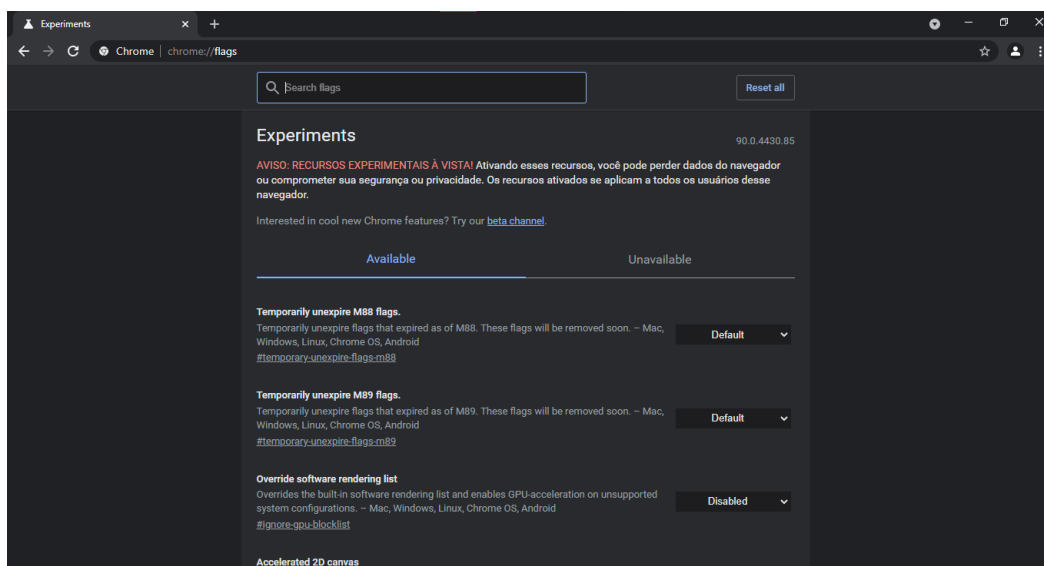 Experiments
Chrome | chrome://flags
Search flags
Reset all
Experiments
90.0.4430.85
AVISO: RECURSOS EXPERIMENTAIS À VISTA! Ativando esses recursos, você pode perder dados do navegador
ou comprometer sua segurança ou privacidade. Os recursos ativados se aplicam a todos os usuários desse
navegador.
Interested in cool new Chrome features? Try our beta channel.
Available
Unavailable
Temporarily unexpire M88 flags.
Temporarily unexpire flags that expired as of M88. These flags will be removed soon. – Mac,
Windows, Linux, Chrome OS, Android
#temporary-unexpire-flags-m88
Default
Temporarily unexpire M89 flags.
Temporarily unexpire flags that expired as of M89. These flags will be removed soon. – Mac,
Windows, Linux, Chrome OS, Android
#temporary-unexpire-flags-m89
Default
Override software rendering list
Overrides the built-in software rendering list and enables GPU-acceleration on unsupported
system configurations. – Mac, Windows, Linux, Chrome OS, Android
#ignore-gpu-blocklist
Disabled
Accelerated 2D canvas